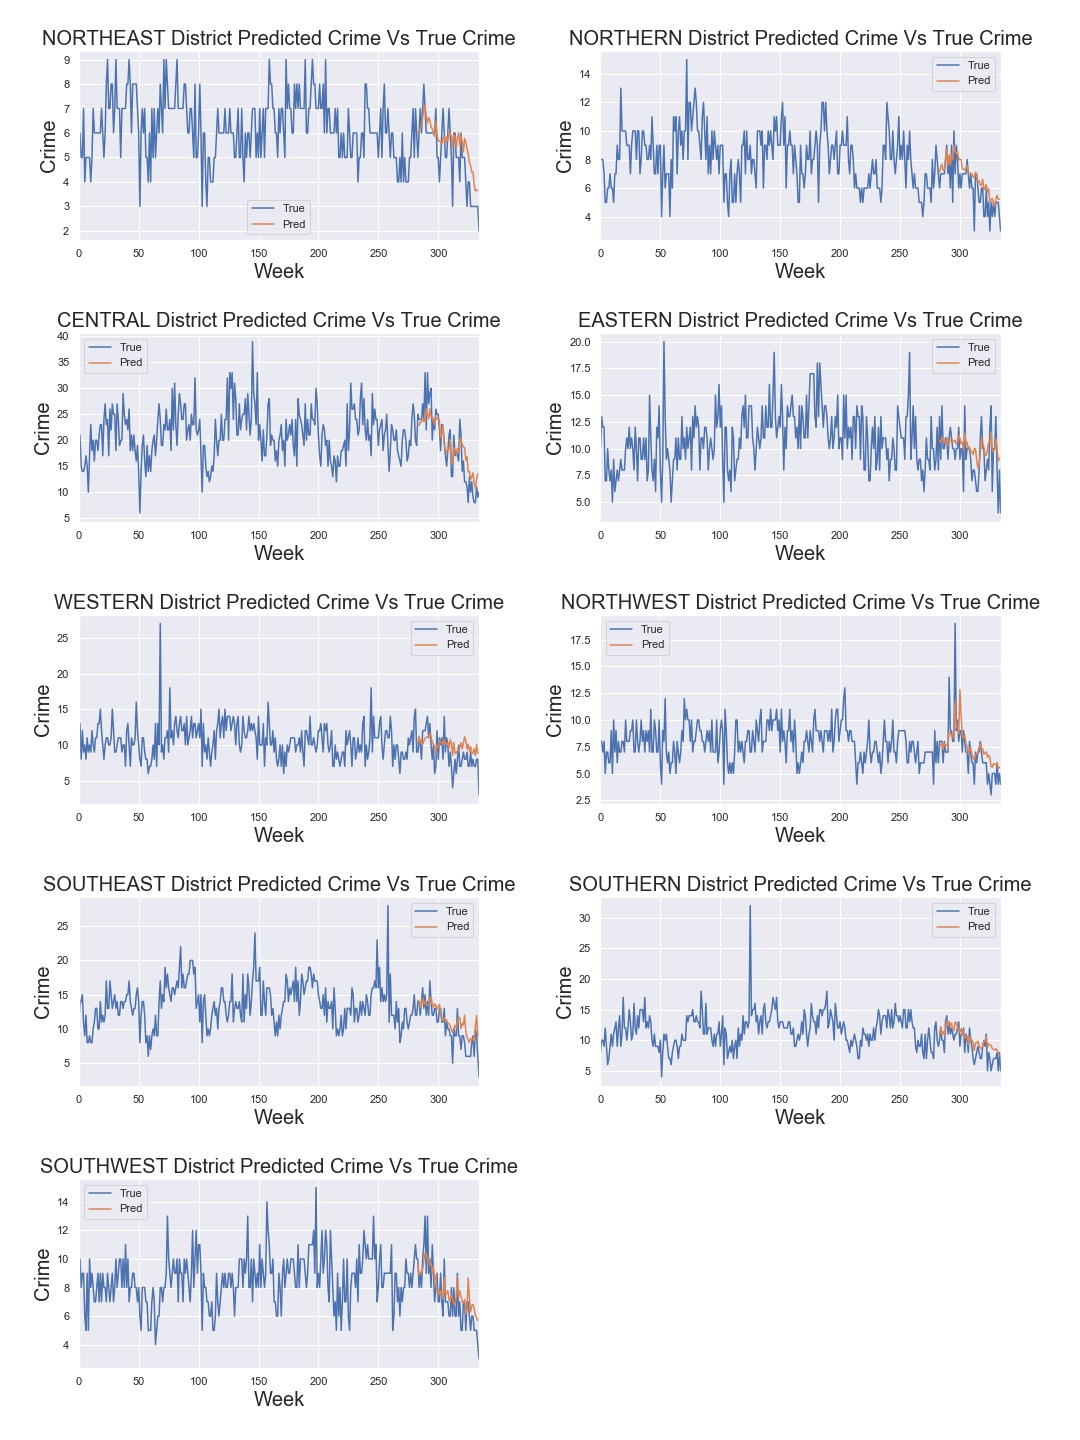 NORTHEAST District Predicted Crime Vs True Crime
9
8
7
6
5
4
3
2
Crime
True
Pred
0 50 100 150 200 250 300
Week
NORTHERN District Predicted Crime Vs True Crime
14
12
10
8
6
4
Crime
True
Pred
0 50 100 150 200 250 300
Week
CENTRAL District Predicted Crime Vs True Crime
40
35
30
25
20
15
10
5
Crime
True
Pred
0 50 100 150 200 250 300
Week
EASTERN District Predicted Crime Vs True Crime
20.0
17.5
15.0
12.5
10.0
7.5
5.0
Crime
True
Pred
0 50 100 150 200 250 300
Week
WESTERN District Predicted Crime Vs True Crime
25
20
15
10
5
Crime
True
Pred
0 50 100 150 200 250 300
Week
NORTHWEST District Predicted Crime Vs True Crime
17.5
15.0
12.5
10.0
7.5
5.0
2.5
Crime
True
Pred
0 50 100 150 200 250 300
Week
SOUTHEAST District Predicted Crime Vs True Crime
25
20
15
10
5
Crime
True
Pred
0 50 100 150 200 250 300
Week
SOUTHERN District Predicted Crime Vs True Crime
30
25
20
15
10
5
Crime
True
Pred
0 50 100 150 200 250 300
Week
SOUTHWEST District Predicted Crime Vs True Crime
14
12
10
8
6
4
Crime
True
Pred
0 50 100 150 200 250 300
Week